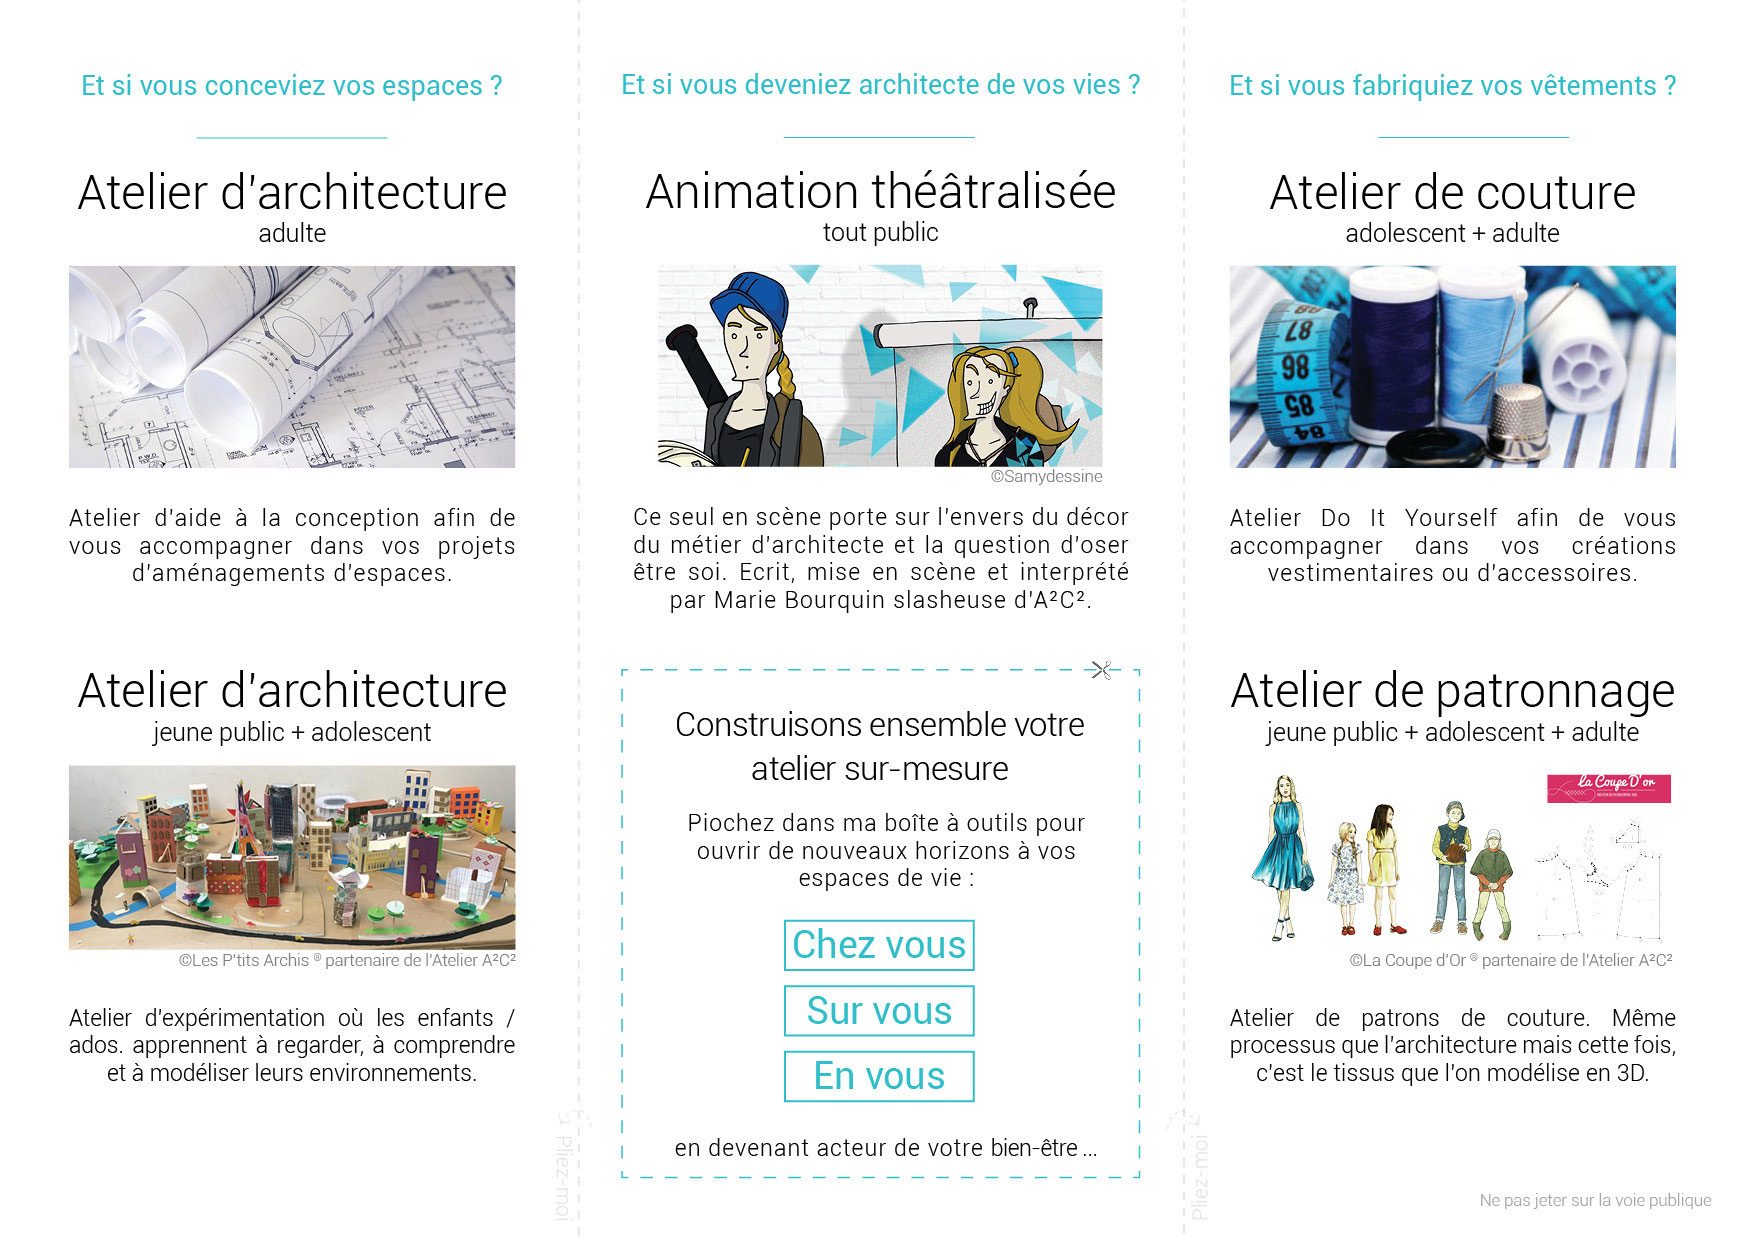 Et si vous conceviez vos espaces ?
Atelier d'architecture
adulte
Atelier d'aide à la conception afin de
vous accompagner dans vos projets
d'aménagements d'espaces.
Atelier d'architecture
jeune public + adolescent
©Les P'tits Archis ® partenaire de l'Atelier A²C²
Atelier d'expérimentation où les enfants /
ados. apprennent à regarder, à comprendre
et à modéliser leurs environnements.
Pliez-moi
Et si vous deveniez architecte de vos vies ?
Animation théâtralisée
tout public
©Samydessine
Ce seul en scène porte sur l'envers du décor
du métier d'architecte et la question d'oser
être soi. Ecrit, mise en scène et interprété
par Marie Bourquin slasheuse d'A²C².
Construisons ensemble votre
atelier sur-mesure
Piochez dans ma boîte à outils pour
ouvrir de nouveaux horizons à vos
espaces de vie :
Chez vous
Sur vous
En vous
en devenant acteur de votre bien-être ...
Pliez-moi
Et si vous fabriquiez vos vêtements ?
Atelier de couture
adolescent + adulte
87
86
85
84
Atelier Do It Yourself afin de vous
accompagner dans vos créations
vestimentaires ou d'accessoires.
Atelier de patronnage
jeune public + adolescent + adulte
La Coupe D'or
©La Coupe d'Or ® partenaire de l'Atelier A²C²
Atelier de patrons de couture. Même
processus que l'architecture mais cette fois,
c'est le tissus que l'on modélise en 3D.
Ne pas jeter sur la voie publique